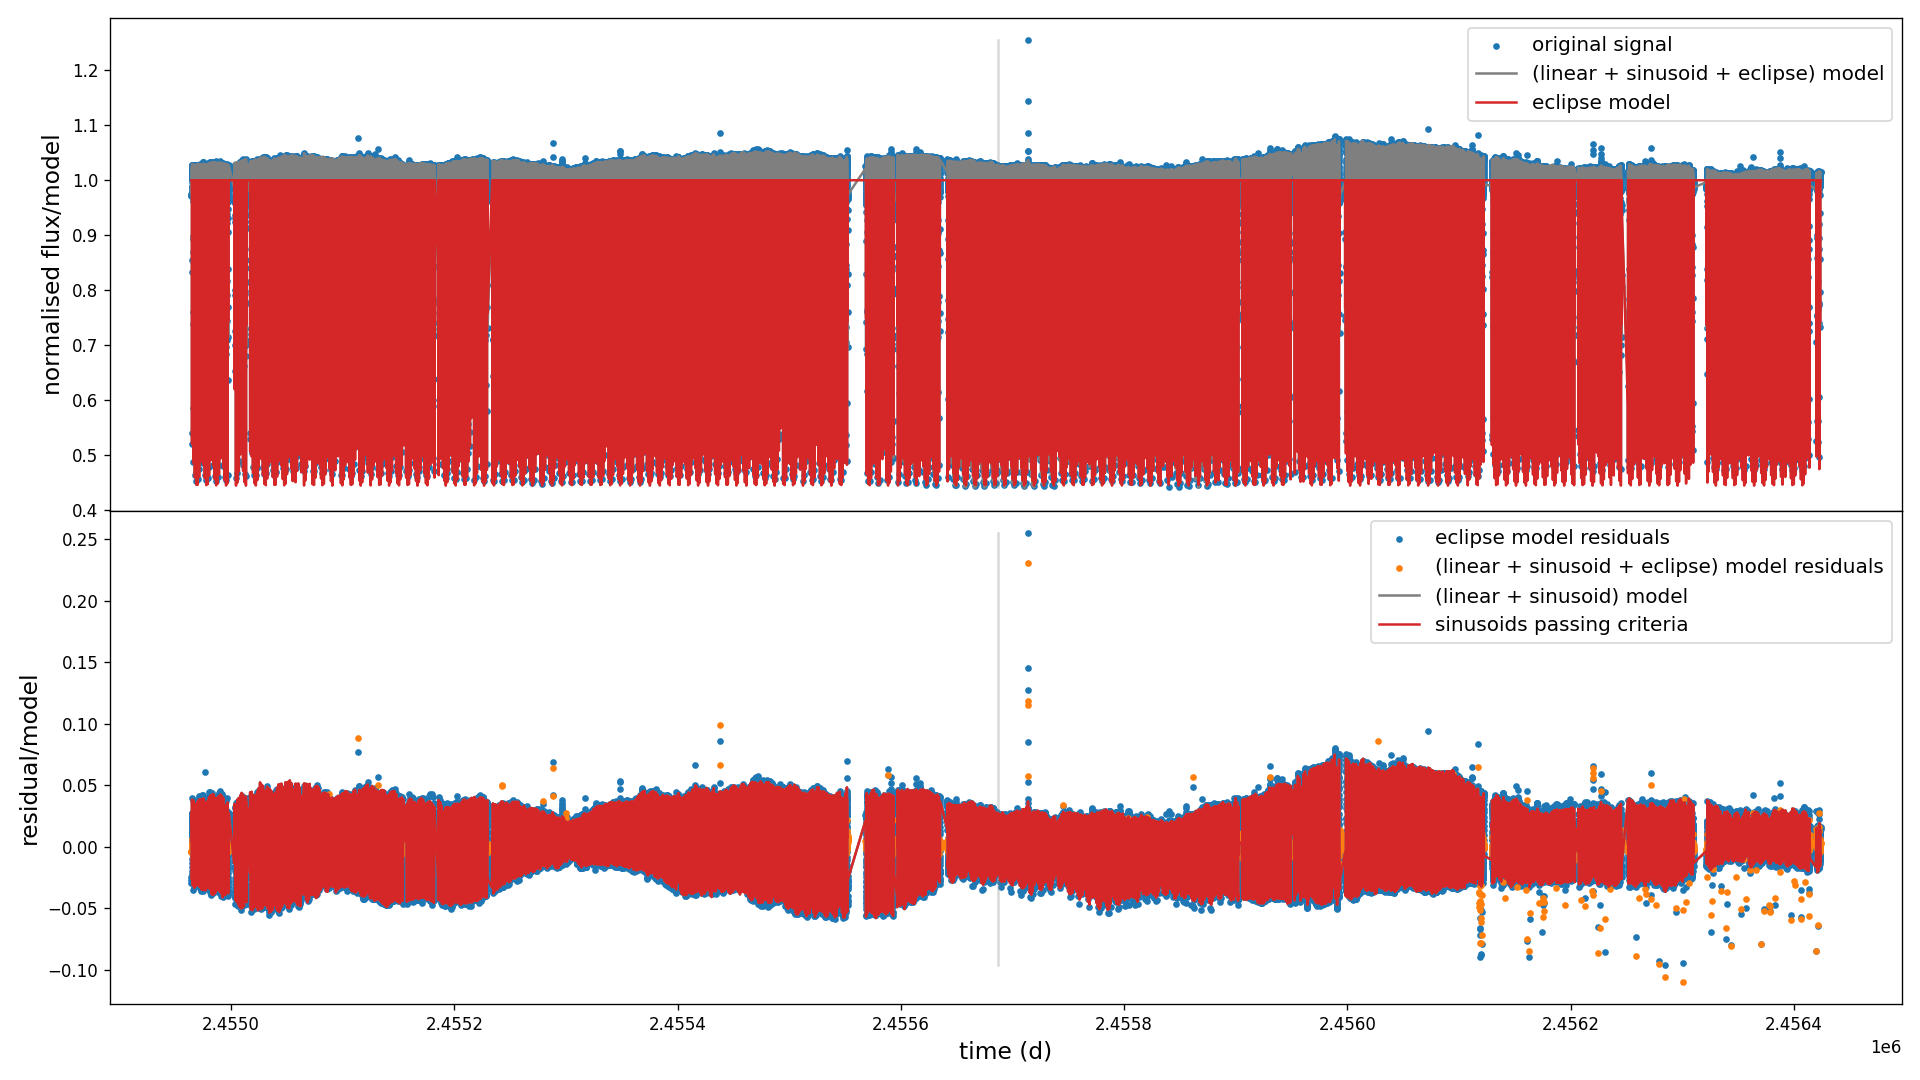 original signal
(linear + sinusoid + eclipse) model
eclipse model
normalised flux/model
1.2
1.1
1.0
0.9
0.8
0.7
0.6
0.5
0.4
eclipse model residuals
(linear + sinusoid + eclipse) model residuals
(linear + sinusoid) model
sinusoids passing criteria
residual/model
0.25
0.20
0.15
0.10
0.05
0.00
−0.05
−0.10
2.4550 2.4552 2.4554 2.4556 2.4558 2.4560 2.4562 2.4564
1e6
time (d)